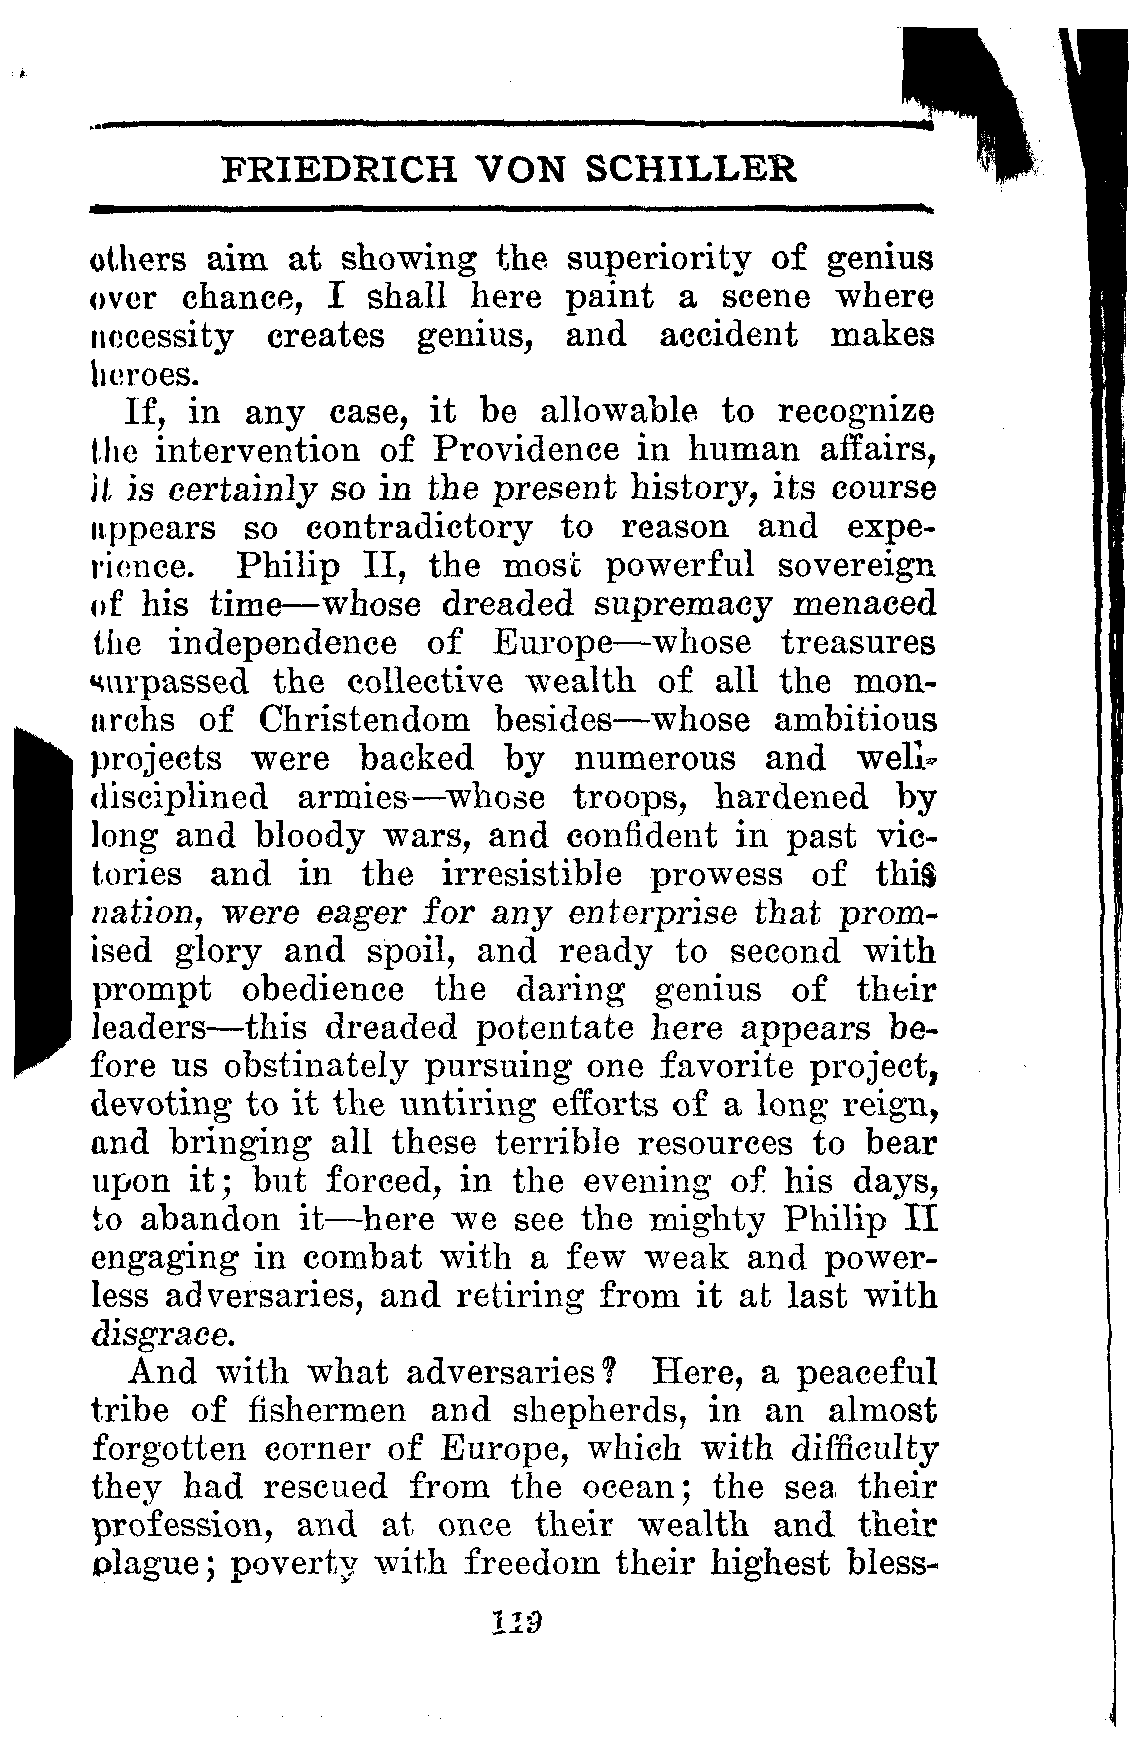 FRIEDRICH VON SCHILLER
others aim at showing the superiority of genius
over chance, I shall here paint a scene where
necessity creates genius, and accident makes
heroes.
If, in any case, it be allowable to recognize
the intervention of Providence in human affairs,
it is certainly so in the present history, its course
appears so contradictory to reason and expe-
rience. Philip II, the most powerful sovereign
of his time—whose dreaded supremacy menaced
the independence of Europe—whose treasures
surpassed the collective wealth of all the mon-
archs of Christendom besides—whose ambitious
projects were backed by numerous and well-
disciplined armies—whose troops, hardened by
long and bloody wars, and confident in past vic-
tories and in the irresistible prowess of this
nation, were eager for any enterprise that prom-
ised glory and spoil, and ready to second with
prompt obedience the daring genius of their
leaders—this dreaded potentate here appears be-
fore us obstinately pursuing one favorite project,
devoting to it the untiring efforts of a long reign,
and bringing all these terrible resources to bear
upon it; but forced, in the evening of his days,
to abandon it—here we see the mighty Philip II
engaging in combat with a few weak and power-
less adversaries, and retiring from it at last with
disgrace.
And with what adversaries? Here, a peaceful
tribe of fishermen and shepherds, in an almost
forgotten corner of Europe, which with difficulty
they had rescued from the ocean; the sea their
profession, and at once their wealth and their
plague; poverty with freedom their highest bless-
119